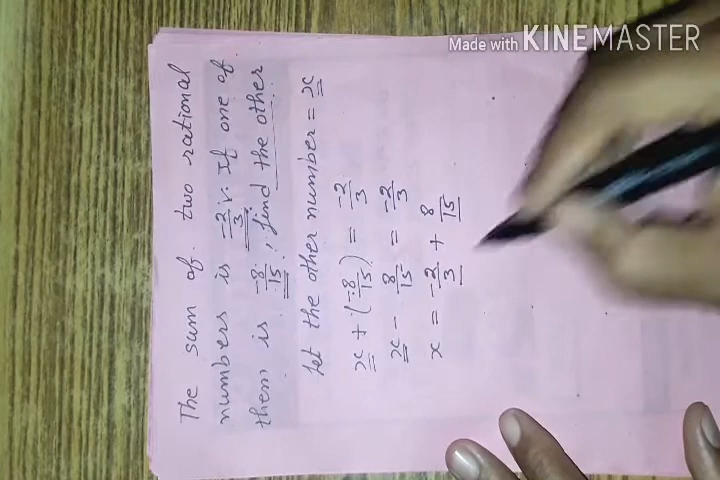 Made with KINEMASTER
The sum of two rational
numbers is -2/3. If one of
them is -8/15, find the other
Let the other number = x
x + (-8/15) = -2/3
x - 8/15 = -2/3
x = -2/3 + 8/15